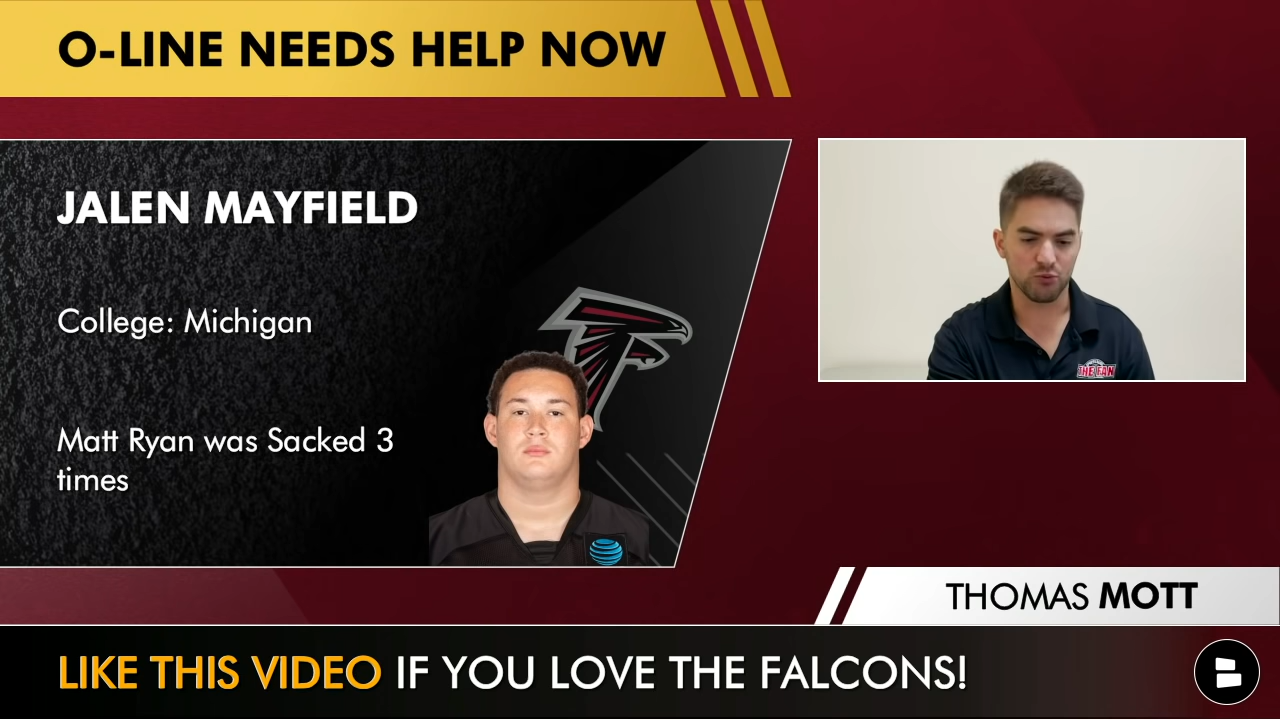 O-LINE NEEDS HELP NOW
JALEN MAYFIELD
College: Michigan
Matt Ryan was Sacked 3
times
THE FAN
THOMAS MOTT
LIKE THIS VIDEO IF YOU LOVE THE FALCONS!